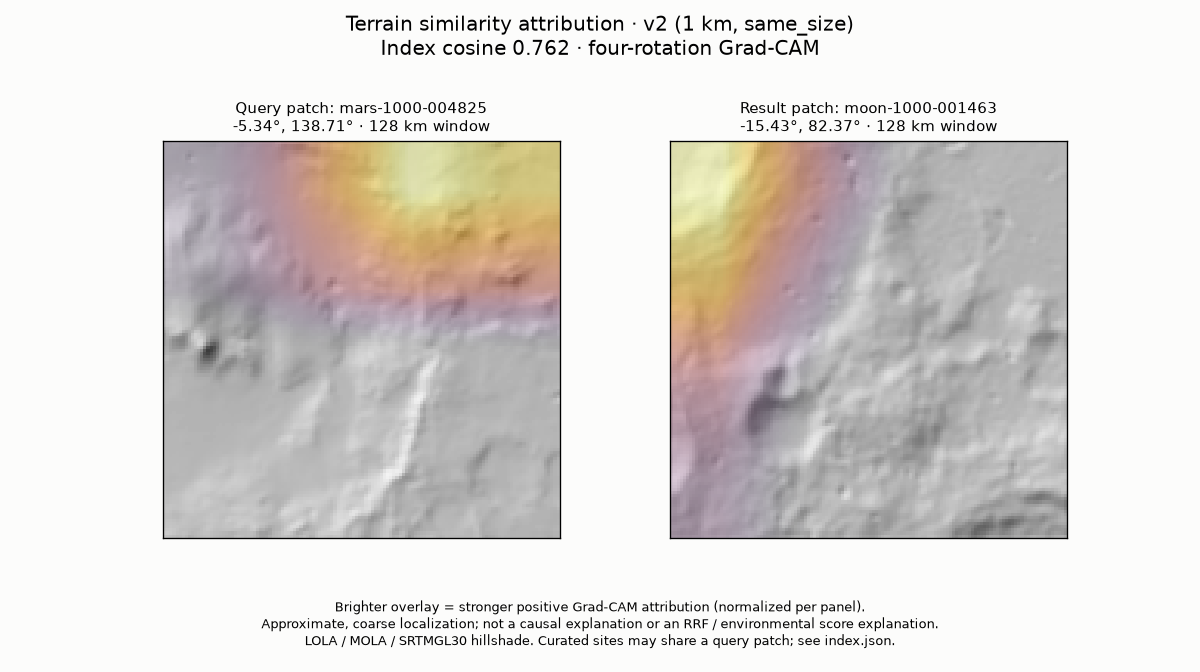 Terrain similarity attribution · v2 (1 km, same_size)
Index cosine 0.762 · four-rotation Grad-CAM
Query patch: mars-1000-004825
-5.34°, 138.71° · 128 km window
Result patch: moon-1000-001463
-15.43°, 82.37° · 128 km window
Brighter overlay = stronger positive Grad-CAM attribution (normalized per panel).
Approximate, coarse localization; not a causal explanation or an RRF / environmental score explanation.
LOLA / MOLA / SRTMGL30 hillshade. Curated sites may share a query patch; see index.json.